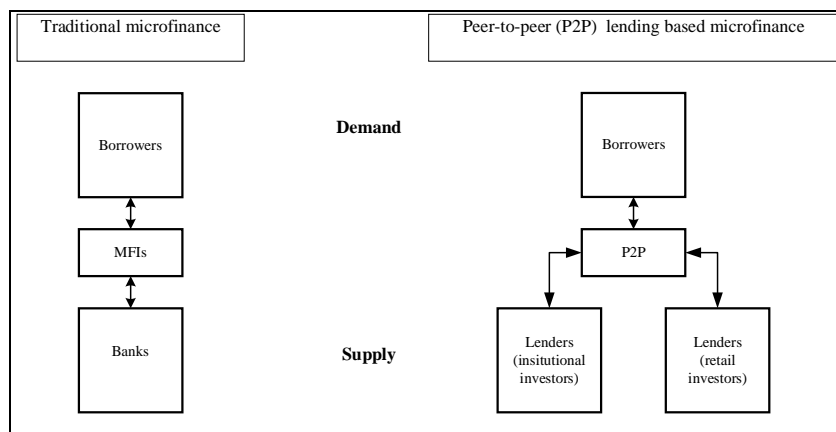 Traditional microfinance
Peer-to-peer (P2P) lending based microfinance
Demand
Borrowers
Borrowers
MFIs
P2P
Supply
Banks
Lenders
(insitutional
investors)
Lenders
(retail
investors)